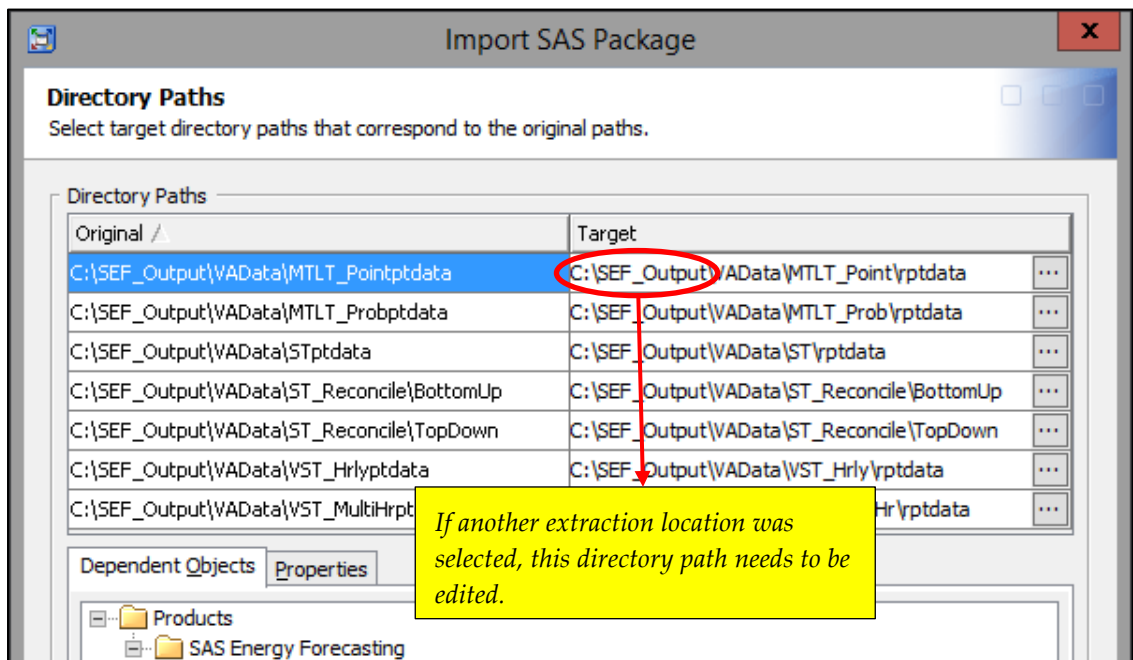 Import SAS Package
x
Directory Paths
Select target directory paths that correspond to the original paths.
Directory Paths
Original / Target
C:\SEF_Output\VAData\MTLT_Pointptdata C:\SEF_Output\VAData\MTLT_Point\rptdata ...
C:\SEF_Output\VAData\MTLT_Probptdata C:\SEF_Output\VAData\MTLT_Prob\rptdata ...
C:\SEF_Output\VAData\STptdata C:\SEF_Output\VAData\ST\rptdata ...
C:\SEF_Output\VAData\ST_Reconcile\BottomUp C:\SEF_Output\VAData\ST_Reconcile\BottomUp ...
C:\SEF_Output\VAData\ST_Reconcile\TopDown C:\SEF_Output\VAData\ST_Reconcile\TopDown ...
C:\SEF_Output\VAData\VST_Hrlyptdata C:\SEF_Output\VAData\VST_Hrly\rptdata ...
C:\SEF_Output\VAData\VST_MultiHrpt Hr\rptdata ...
If another extraction location was
selected, this directory path needs to be
edited.
Dependent Objects Properties
Products
SAS Energy Forecasting